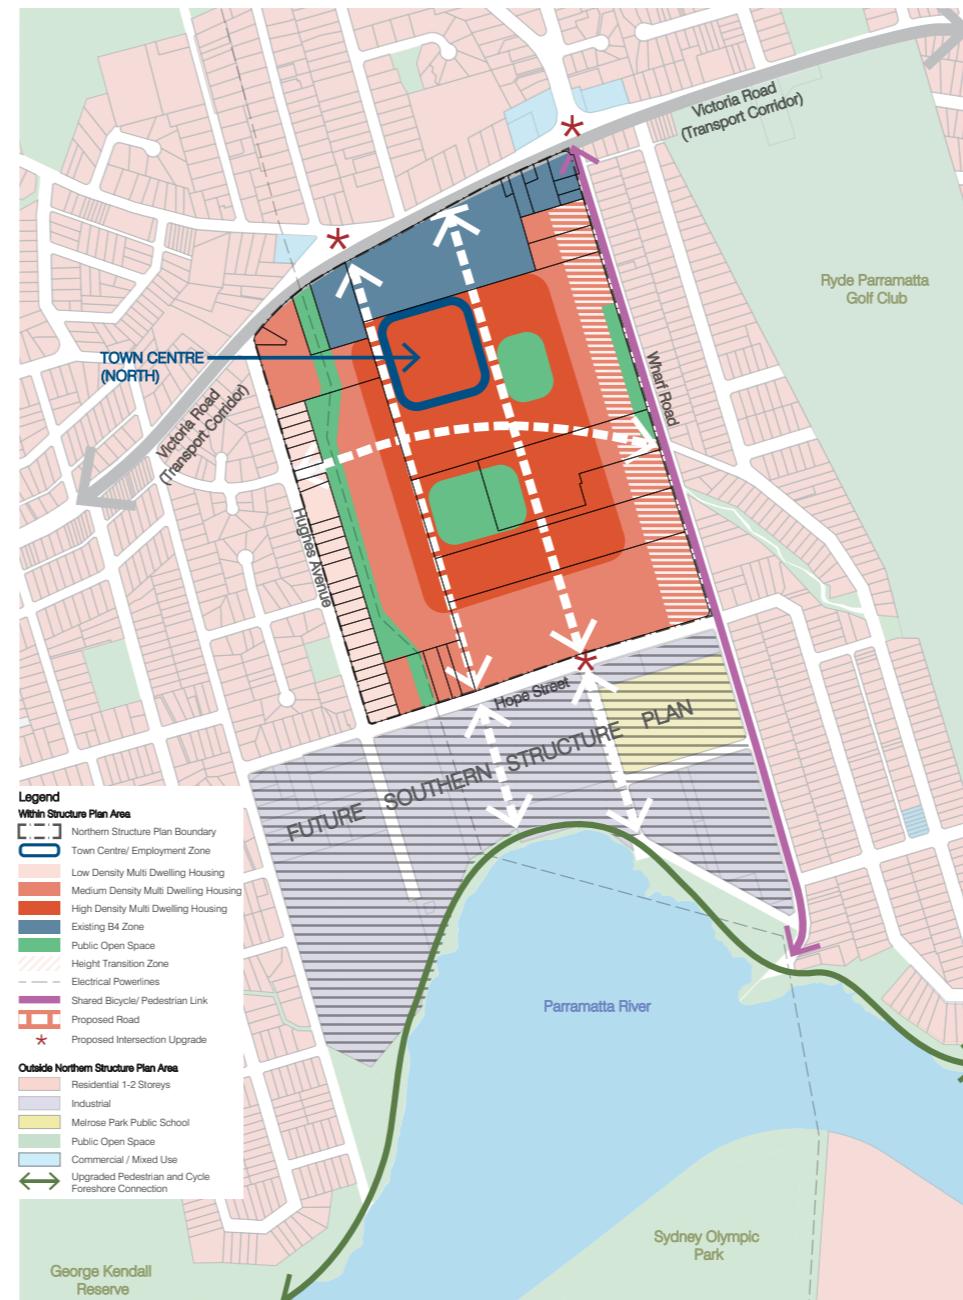 Victoria Road
(Transport Corridor)
Ryde Parramatta
Golf Club
TOWN CENTRE
(NORTH)
Victoria Road
(Transport Corridor)
Wharf Road
Hughes Avenue
Hope Street
FUTURE SOUTHERN STRUCTURE PLAN
Parramatta River
Sydney Olympic
Park
George Kendall
Reserve
Legend
Within Structure Plan Area
Northern Structure Plan Boundary
Town Centre/ Employment Zone
Low Density Multi Dwelling Housing
Medium Density Multi Dwelling Housing
High Density Multi Dwelling Housing
Existing B4 Zone
Public Open Space
Height Transition Zone
Electrical Powerlines
Shared Bicycle/ Pedestrian Link
Proposed Road
Proposed Intersection Upgrade
Outside Northern Structure Plan Area
Residential 1-2 Storeys
Industrial
Melrose Park Public School
Public Open Space
Commercial / Mixed Use
Upgraded Pedestrian and Cycle
Foreshore Connection